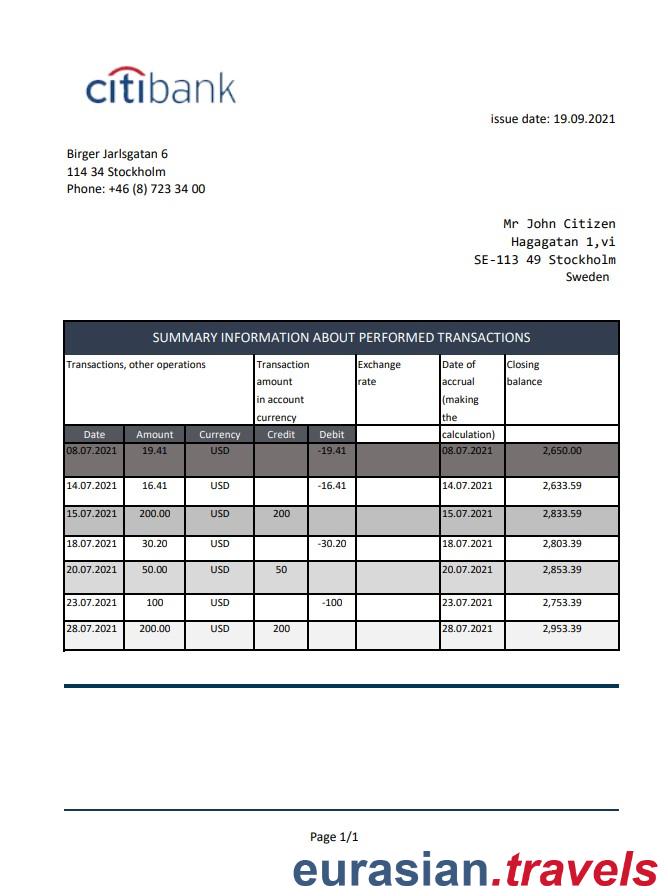 citibank
issue date: 19.09.2021
Birger Jarlsgatan 6
114 34 Stockholm
Phone: +46 (8) 723 34 00
Mr John Citizen
Hagagatan 1,vi
SE-113 49 Stockholm
Sweden
SUMMARY INFORMATION ABOUT PERFORMED TRANSACTIONS
Transactions, other operations Transaction Exchange Date of Closing
amount rate accrual balance
in account (making
currency the
Date Amount Currency Credit Debit calculation)
08.07.2021 19.41 USD -19.41 08.07.2021 2,650.00
14.07.2021 16.41 USD -16.41 14.07.2021 2,633.59
15.07.2021 200.00 USD 200 15.07.2021 2,833.59
18.07.2021 30.20 USD -30.20 18.07.2021 2,803.39
20.07.2021 50.00 USD 50 20.07.2021 2,853.39
23.07.2021 100 USD -100 23.07.2021 2,753.39
28.07.2021 200.00 USD 200 28.07.2021 2,953.39
Page 1/1
eurasian.travels